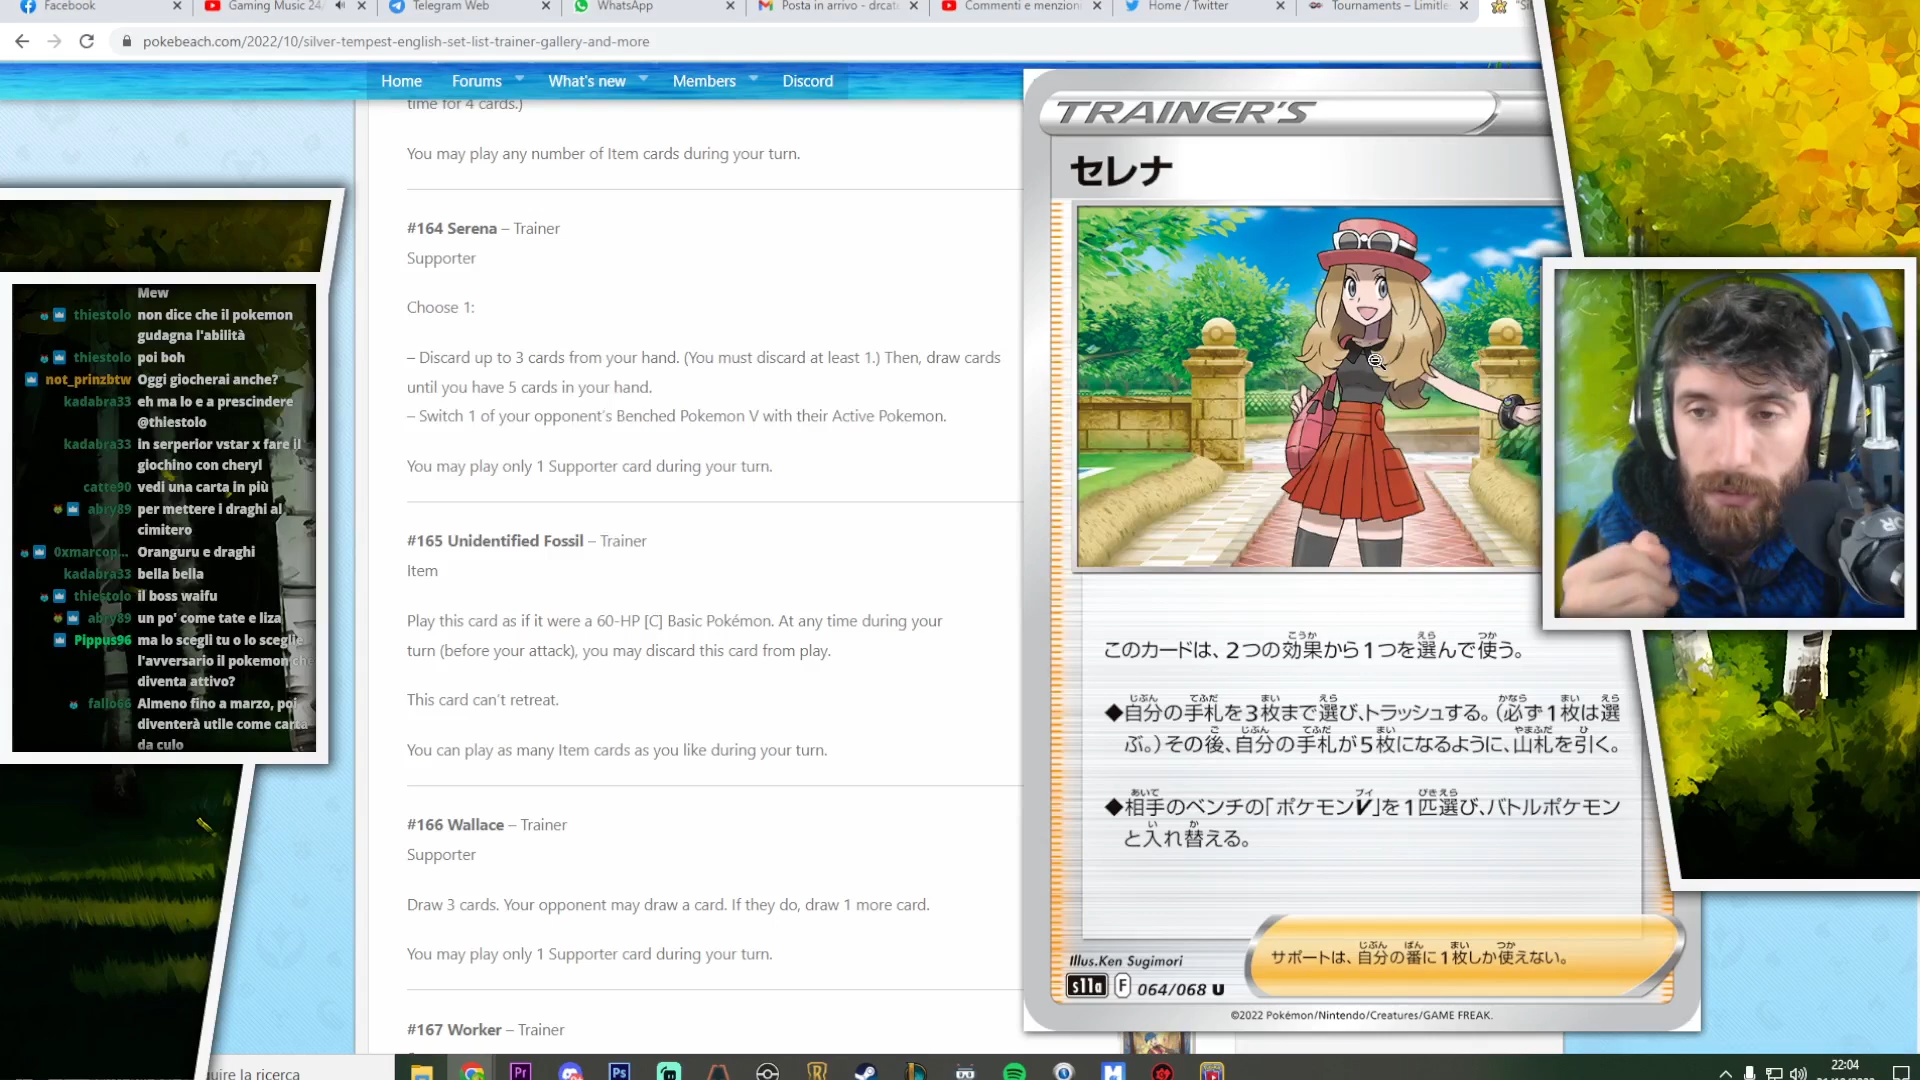 Facebook
Gaming Music 24/
Telegram Web
WhatsApp
Posta in arrivo - drcat
Commenti e menzion
Home / Twitter
Tournaments – Limitle
pokebeach.com/2022/10/silver-tempest-english-set-list-trainer-gallery-and-more
Home
Forums
What's new
Members
Discord
time for 4 cards.)
You may play any number of Item cards during your turn.
#164 Serena – Trainer
Supporter
Choose 1:
– Discard up to 3 cards from your hand. (You must discard at least 1.) Then, draw cards
until you have 5 cards in your hand.
– Switch 1 of your opponent's Benched Pokemon V with their Active Pokemon.
You may play only 1 Supporter card during your turn.
#165 Unidentified Fossil – Trainer
Item
Play this card as if it were a 60-HP [C] Basic Pokémon. At any time during your
turn (before your attack), you may discard this card from play.
This card can't retreat.
You can play as many Item cards as you like during your turn.
#166 Wallace – Trainer
Supporter
Draw 3 cards. Your opponent may draw a card. If they do, draw 1 more card.
You may play only 1 Supporter card during your turn.
#167 Worker – Trainer
Mew
thiestolo non dice che il pokemon
gudagna l'abilità
thiestolo poi boh
not_prinzbtw Oggi giocherai anche?
kadabra33 eh ma lo e a prescindere
@thiestolo
kadabra33 in serperior vstar x fare il
giochino con cheryl
catte90 vedi una carta in più
abry89 per mettere i draghi al
cimitero
0xmarcop... Oranguru e draghi
kadabra33 bella bella
thiestolo il boss waifu
abry89 un po' come tate e liza
Pippus96 ma lo scegli tu o lo sceglie
l'avversario il pokemon che
diventa attivo?
fallo66 Almeno fino a marzo, poi
diventerà utile come carta
da culo
TRAINER'S
セレナ
このカードは、2つの効果から1つを選んで使う。
◆自分の手札を3枚まで選び、トラッシュする。（必ず1枚は選
ぶ。）その後、自分の手札が5枚になるように、山札を引く。
◆相手のベンチの「ポケモンV」を1匹選び、バトルポケモン
と入れ替える。
サポートは、自分の番に1枚しか使えない。
Illus.Ken Sugimori
s11a F 064/068 U
©2022 Pokémon/Nintendo/Creatures/GAME FREAK.
uire la ricerca
22:04